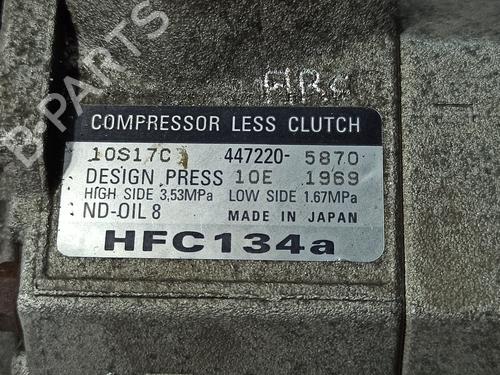 ARC
COMPRESSOR LESS CLUTCH
10S17C 447220- 5870
DESIGN PRESS 10E 1969
HIGH SIDE 3,53MPa LOW SIDE 1.67MPa
ND-OIL 8 MADE IN JAPAN
HFC134a
B-PARTS